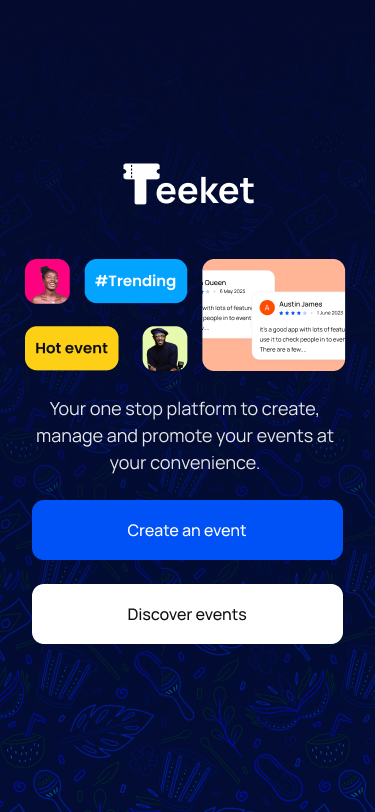 Teeket
#Trending
Hot event
Queen
6 May 2023
with lots of featur
people in to event
Austin James
A
1 June 2023
It's a good app with lots of featu
use it to check people in to even
There are a few....
Your one stop platform to create,
manage and promote your events at
your convenience.
Create an event
Discover events